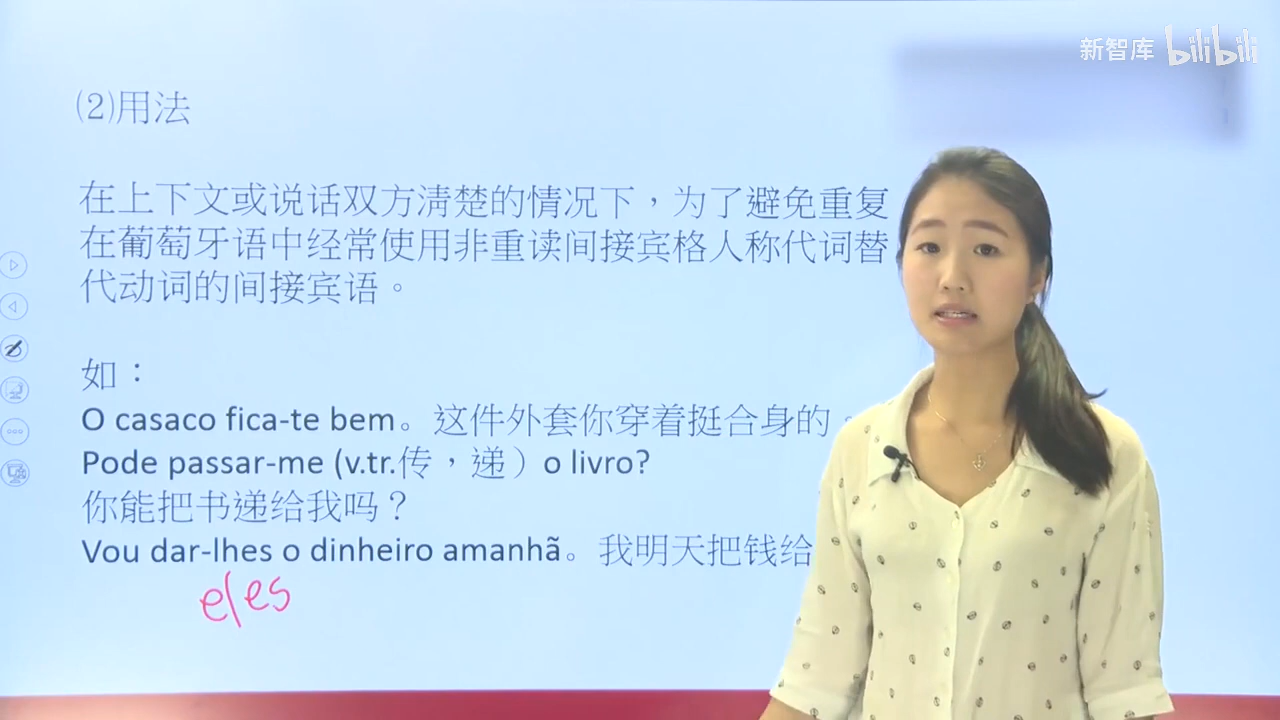 新智库 bilibili
(2)用法
在上下文或说话双方清楚的情况下，为了避免重复
在葡萄牙语中经常使用非重读间接宾格人称代词替
代动词的间接宾语。
如：
O casaco fica-te bem。这件外套你穿着挺合身的。
Pode passar-me (v.tr.传，递）o livro?
你能把书递给我吗？
Vou dar-lhes o dinheiro amanhã。我明天把钱给
eles